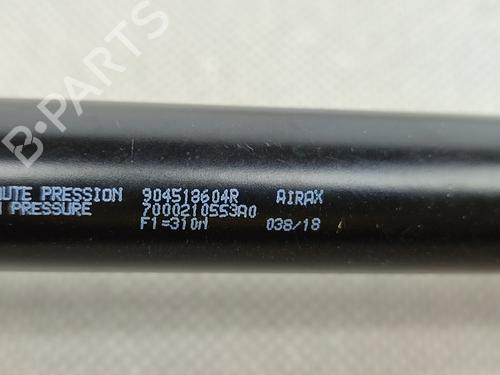 B-PARTS
UTE PRESSION 904518604R AIRAX
PRESSURE 7000210553A0
F1=310N 038/18